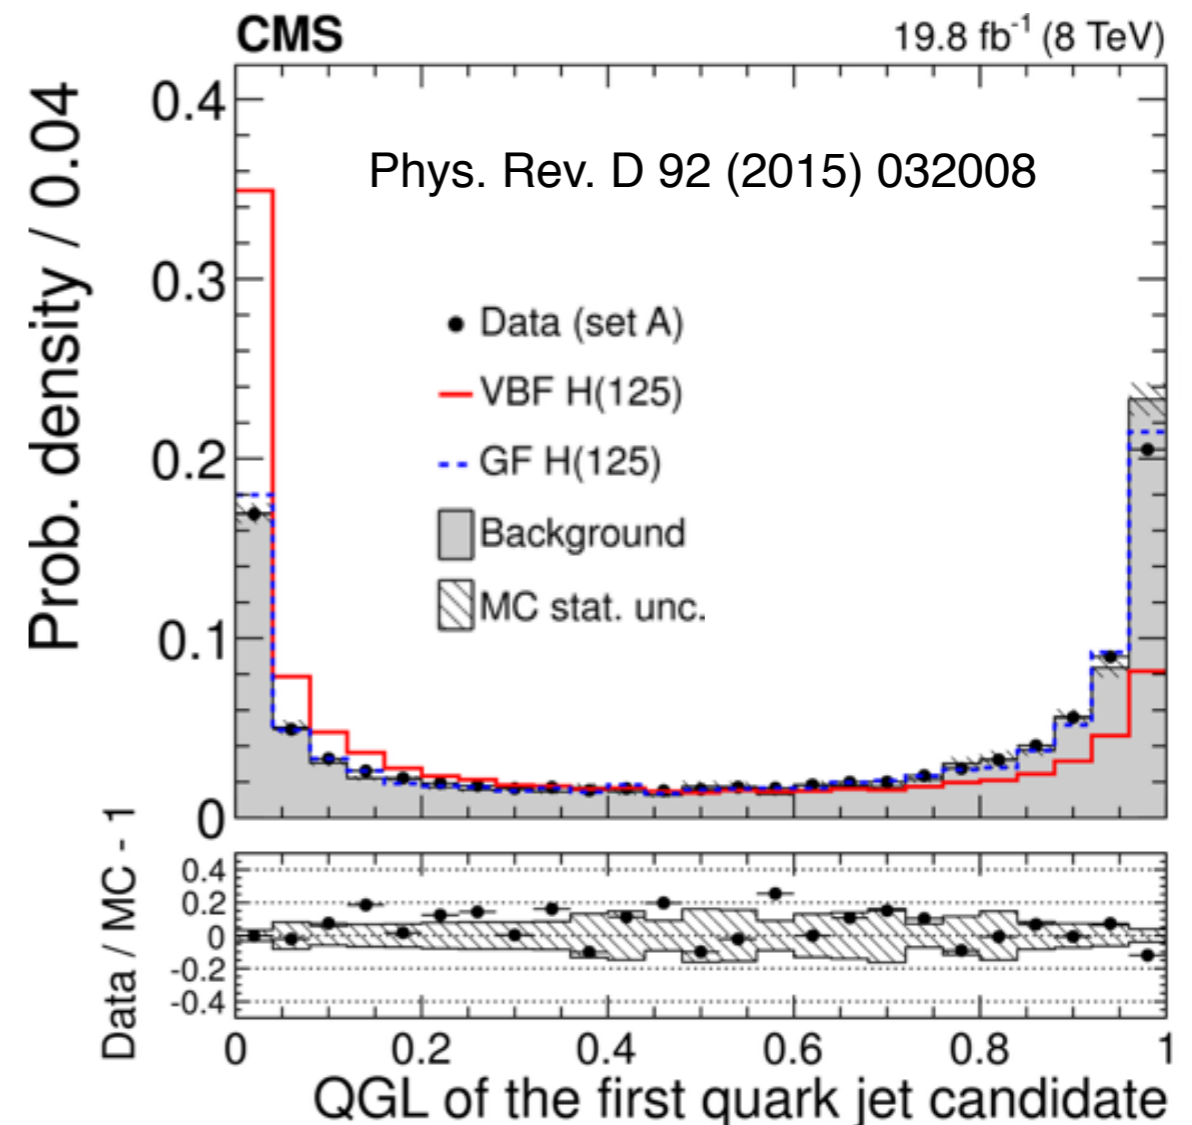 CMS
19.8 fb⁻¹ (8 TeV)
Prob. density / 0.04
0.4
0.3
0.2
0.1
0
Phys. Rev. D 92 (2015) 032008
Data (set A)
VBF H(125)
GF H(125)
Background
MC stat. unc.
Data / MC - 1
0.4
0.2
0
-0.2
-0.4
0 0.2 0.4 0.6 0.8 1
QGL of the first quark jet candidate